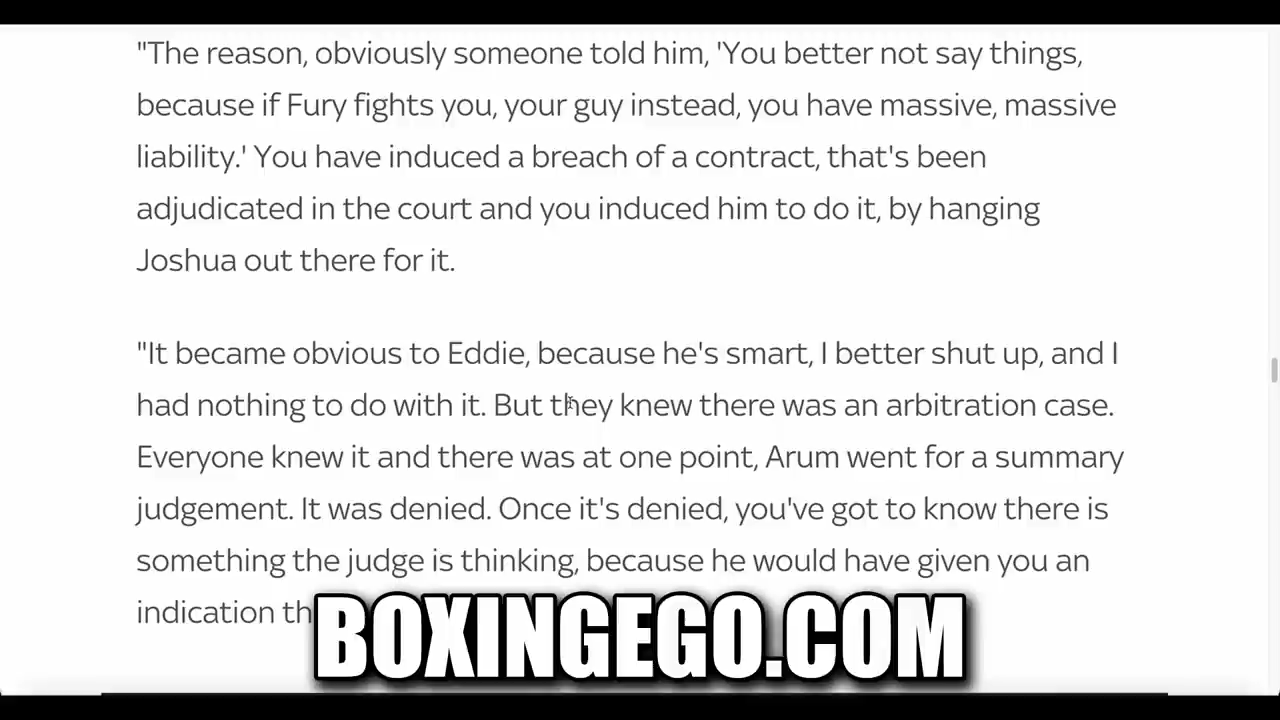 "The reason, obviously someone told him, 'You better not say things,
because if Fury fights you, your guy instead, you have massive, massive
liability.' You have induced a breach of a contract, that's been
adjudicated in the court and you induced him to do it, by hanging
Joshua out there for it.
"It became obvious to Eddie, because he's smart, I better shut up, and I
had nothing to do with it. But they knew there was an arbitration case.
Everyone knew it and there was at one point, Arum went for a summary
judgement. It was denied. Once it's denied, you've got to know there is
something the judge is thinking, because he would have given you an
indication
BOXINGEGO.COM